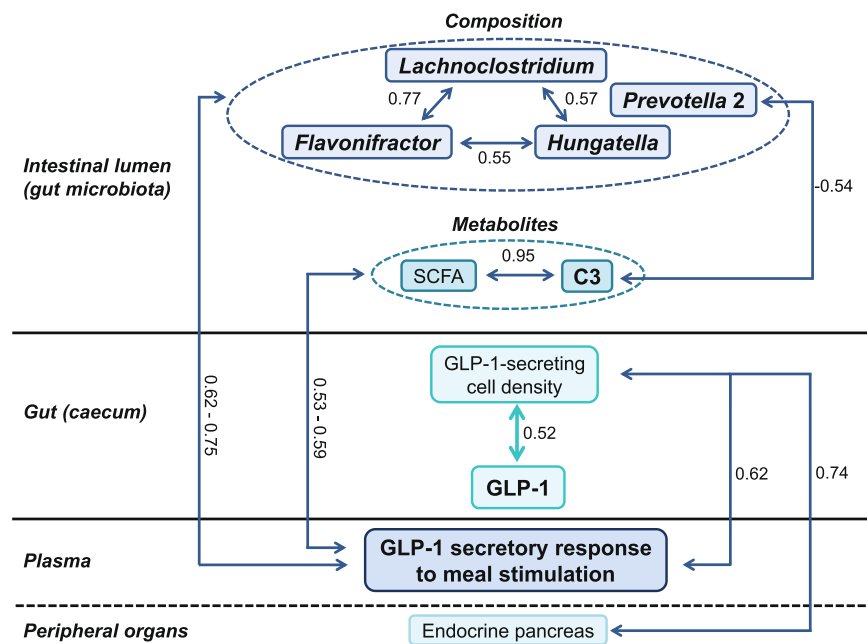 Composition
Lachnoclostridium
0.77
0.57
Prevotella 2
Flavonifractor
Hungatella
0.55
Intestinal lumen
(gut microbiota)
-0.54
Metabolites
0.95
SCFA
C3
GLP-1-secreting
cell density
Gut (caecum)
0.62 - 0.75
0.53 - 0.59
0.52
0.62
0.74
GLP-1
Plasma
GLP-1 secretory response
to meal stimulation
Peripheral organs
Endocrine pancreas